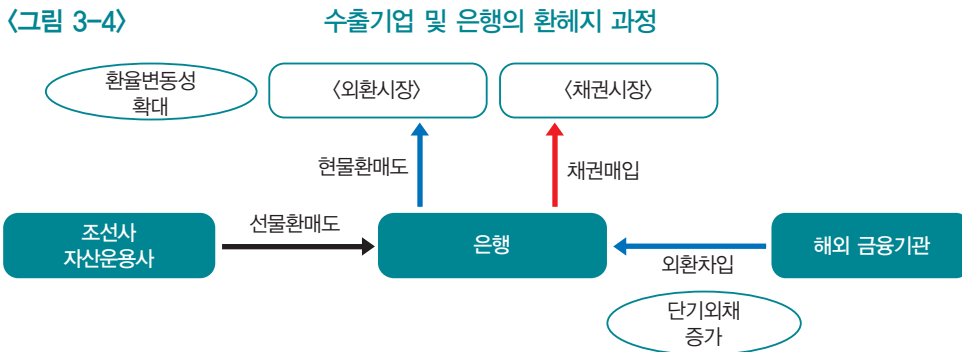 〈그림 3-4〉 수출기업 및 은행의 환헤지 과정
환율변동성
확대
〈외환시장〉
〈채권시장〉
현물환매도
채권매입
조선사
자산운용사
선물환매도
은행
외환차입
해외 금융기관
단기외채
증가